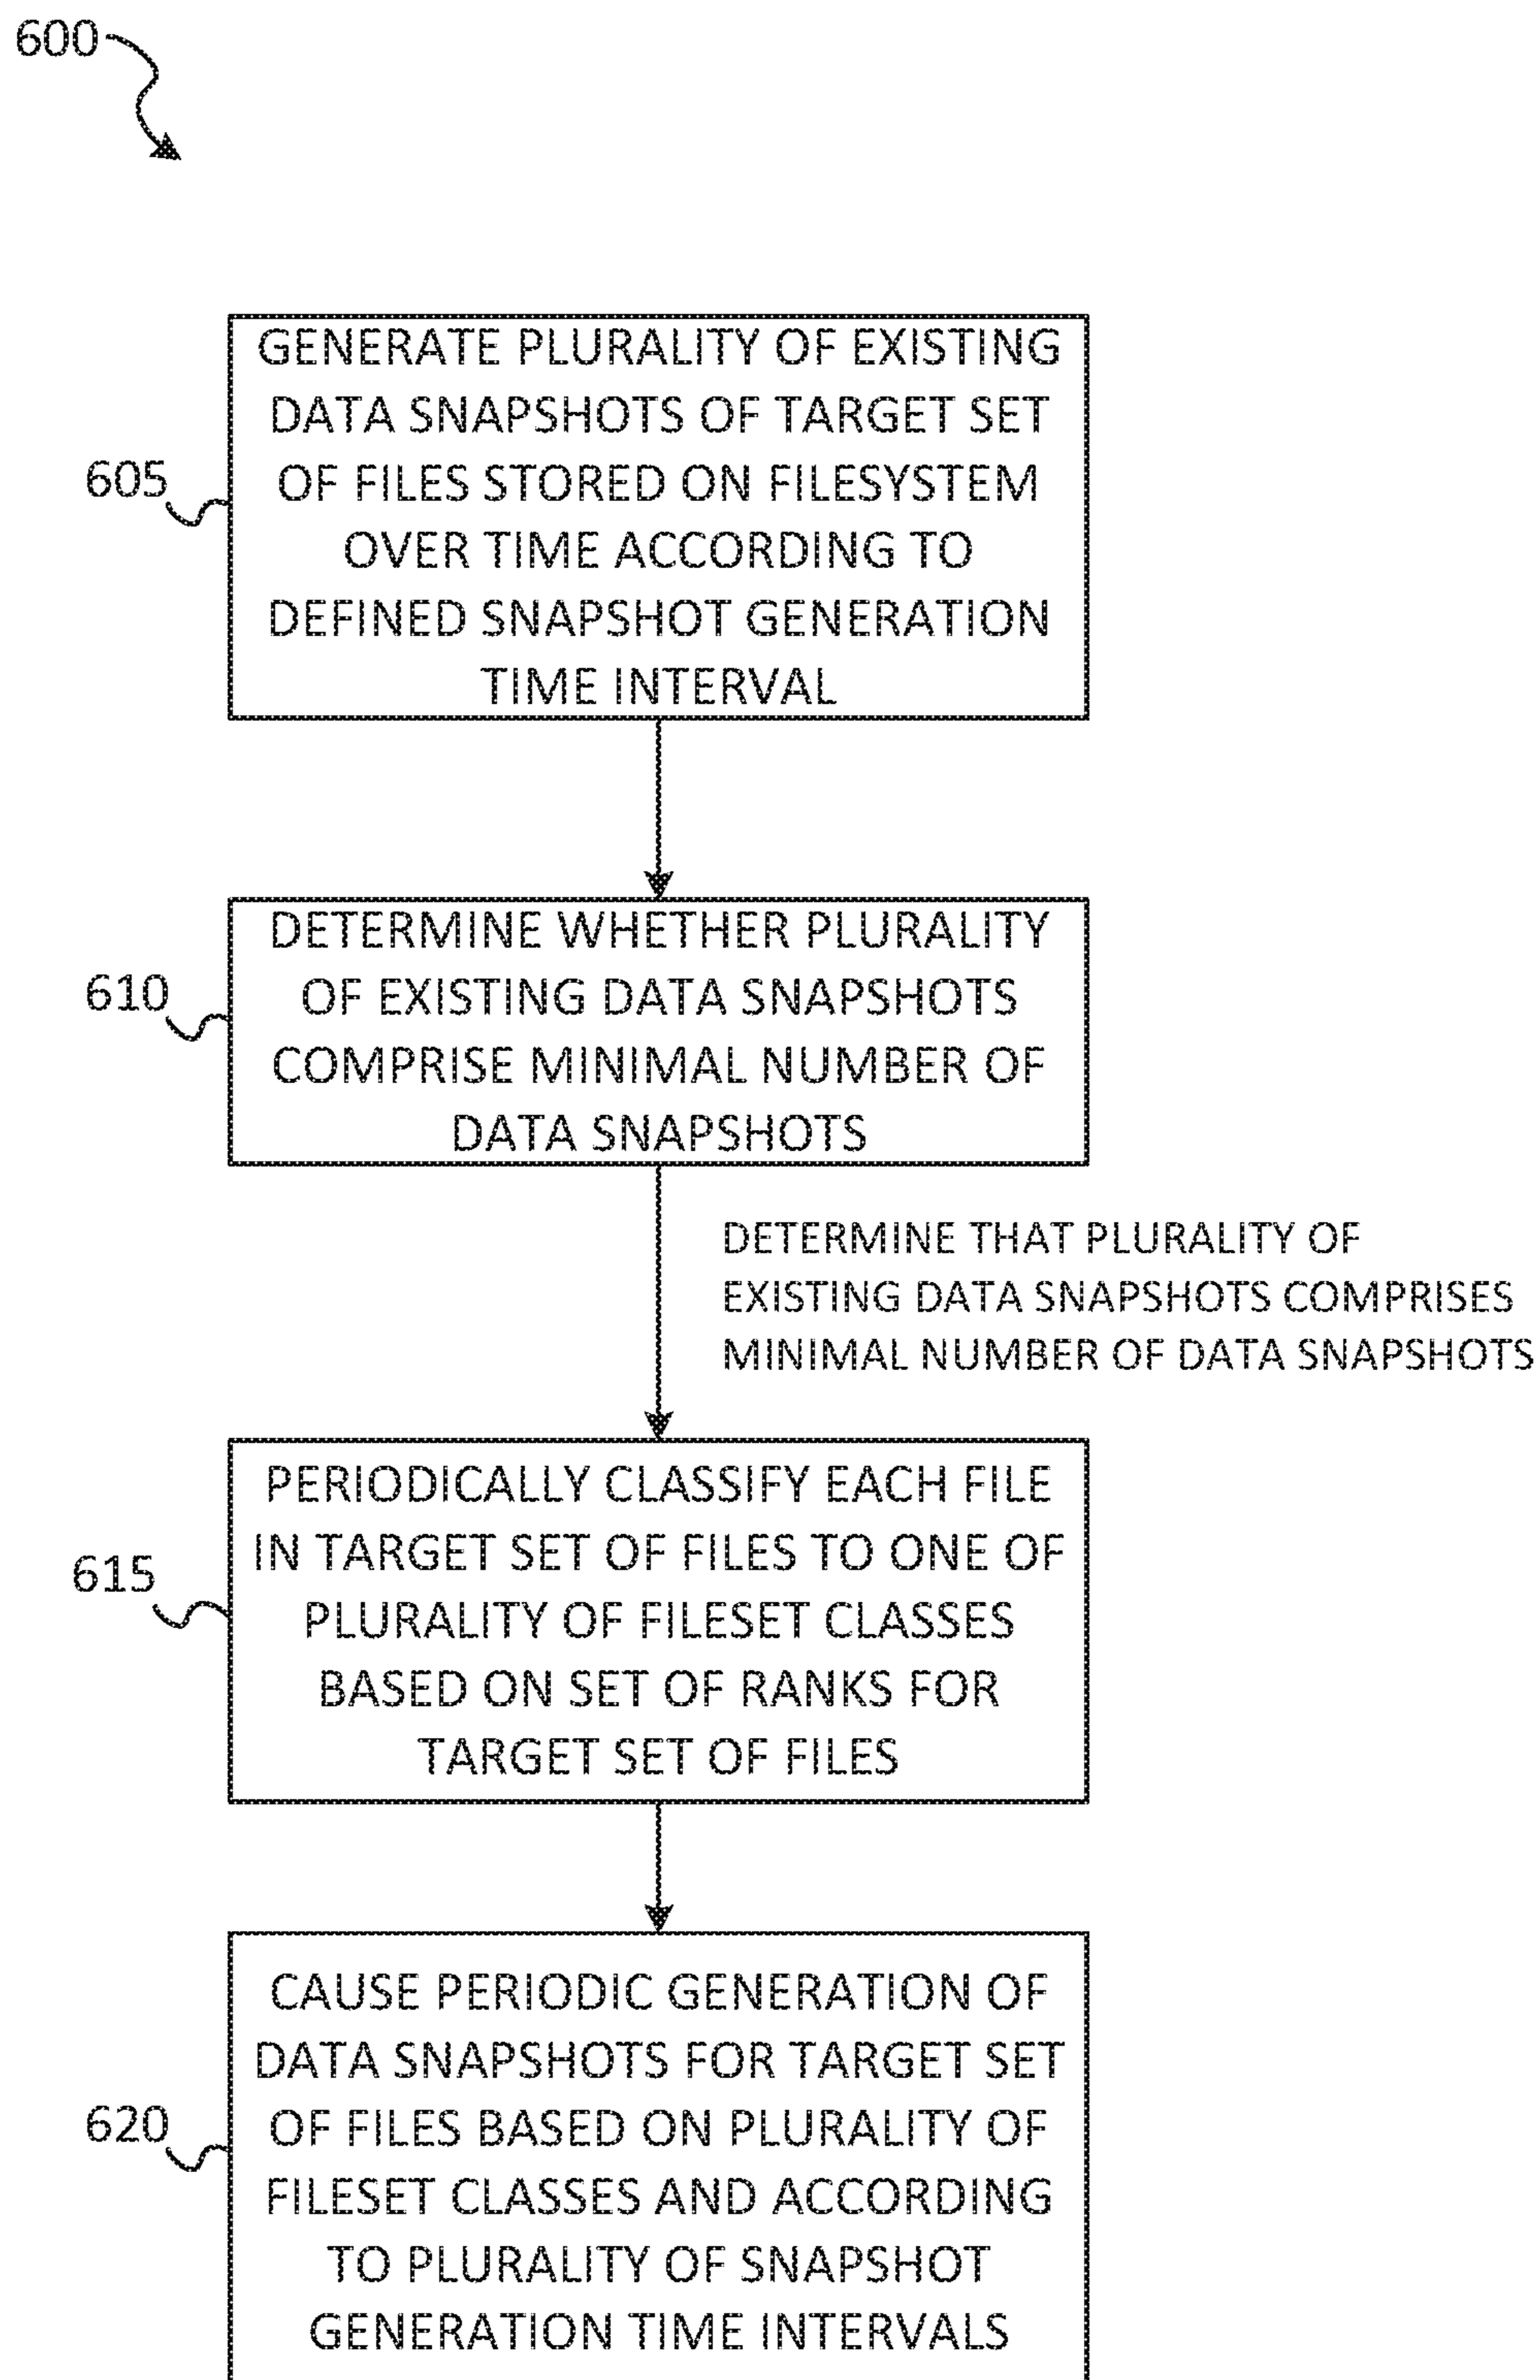 600
GENERATE PLURALITY OF EXISTING
DATA SNAPSHOTS OF TARGET SET
OF FILES STORED ON FILESYSTEM
OVER TIME ACCORDING TO
DEFINED SNAPSHOT GENERATION
TIME INTERVAL
605
DETERMINE WHETHER PLURALITY
OF EXISTING DATA SNAPSHOTS
COMPRISE MINIMAL NUMBER OF
DATA SNAPSHOTS
610
DETERMINE THAT PLURALITY OF
EXISTING DATA SNAPSHOTS COMPRISES
MINIMAL NUMBER OF DATA SNAPSHOTS
PERIODICALLY CLASSIFY EACH FILE
IN TARGET SET OF FILES TO ONE OF
PLURALITY OF FILESET CLASSES
BASED ON SET OF RANKS FOR
TARGET SET OF FILES
615
CAUSE PERIODIC GENERATION OF
DATA SNAPSHOTS FOR TARGET SET
OF FILES BASED ON PLURALITY OF
FILESET CLASSES AND ACCORDING
TO PLURALITY OF SNAPSHOT
GENERATION TIME INTERVALS
620